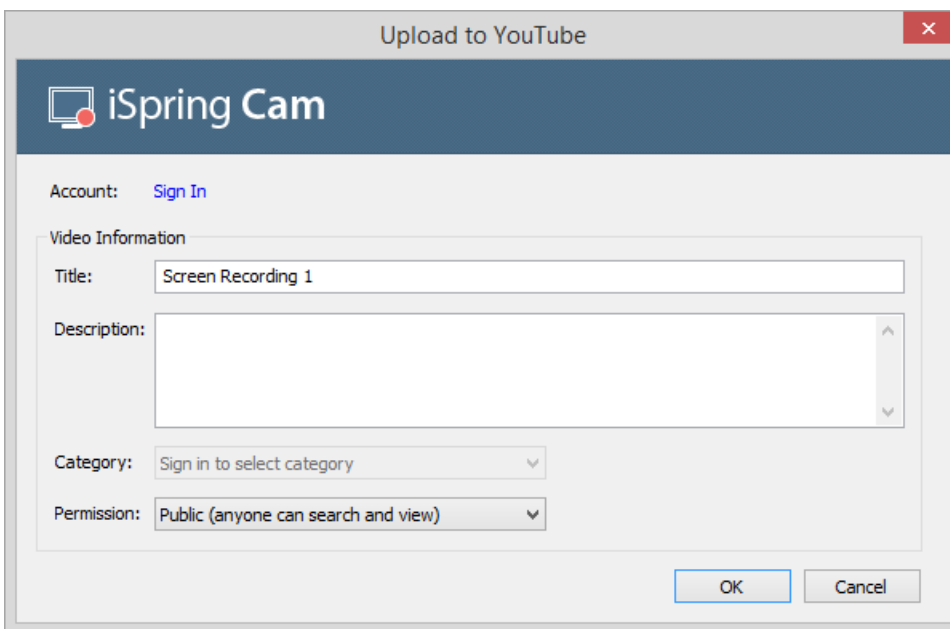 Upload to YouTube
iSpring Cam
Account: Sign In
Video Information
Title: Screen Recording 1
Description:
Category: Sign in to select category
Permission: Public (anyone can search and view)
OK Cancel